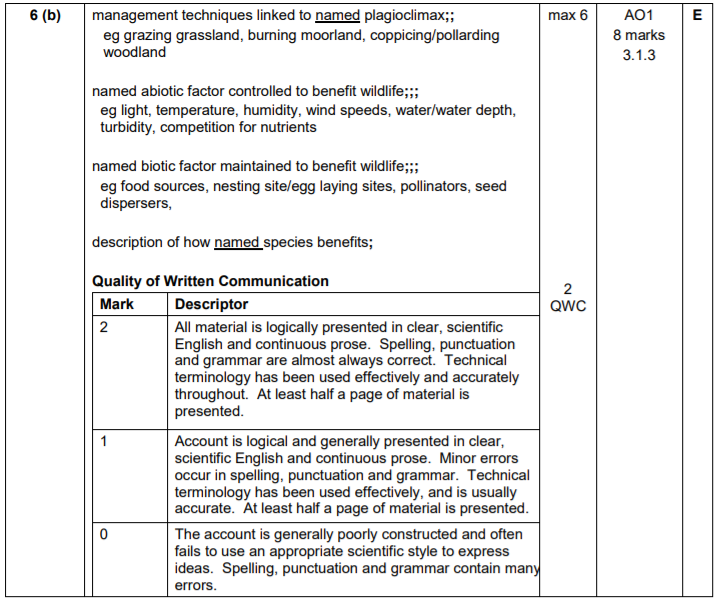 6 (b)
management techniques linked to named plagioclimax;;
eg grazing grassland, burning moorland, coppicing/pollarding
woodland
named abiotic factor controlled to benefit wildlife;;;
eg light, temperature, humidity, wind speeds, water/water depth,
turbidity, competition for nutrients
named biotic factor maintained to benefit wildlife;;;
eg food sources, nesting site/egg laying sites, pollinators, seed
dispersers,
description of how named species benefits;
max 6
AO1
8 marks
3.1.3
E
Quality of Written Communication
2
QWC
Mark
Descriptor
2
All material is logically presented in clear, scientific
English and continuous prose. Spelling, punctuation
and grammar are almost always correct. Technical
terminology has been used effectively and accurately
throughout. At least half a page of material is
presented.
1
Account is logical and generally presented in clear,
scientific English and continuous prose. Minor errors
occur in spelling, punctuation and grammar. Technical
terminology has been used effectively, and is usually
accurate. At least half a page of material is presented.
0
The account is generally poorly constructed and often
fails to use an appropriate scientific style to express
ideas. Spelling, punctuation and grammar contain many
errors.